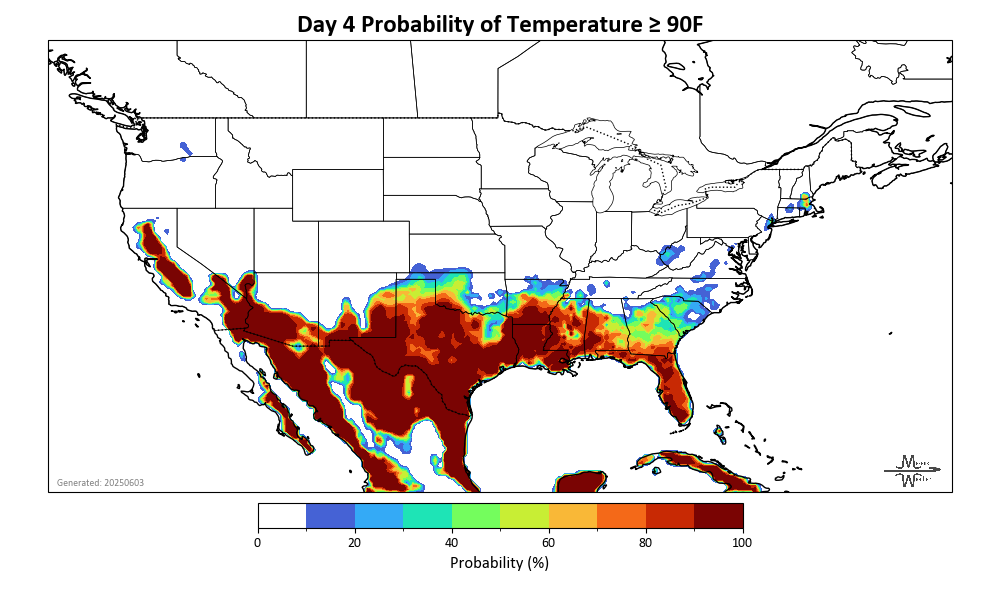 Day 4 Probability of Temperature ≥ 90F
Generated: 20250603
0 20 40 60 80 100
Probability (%)